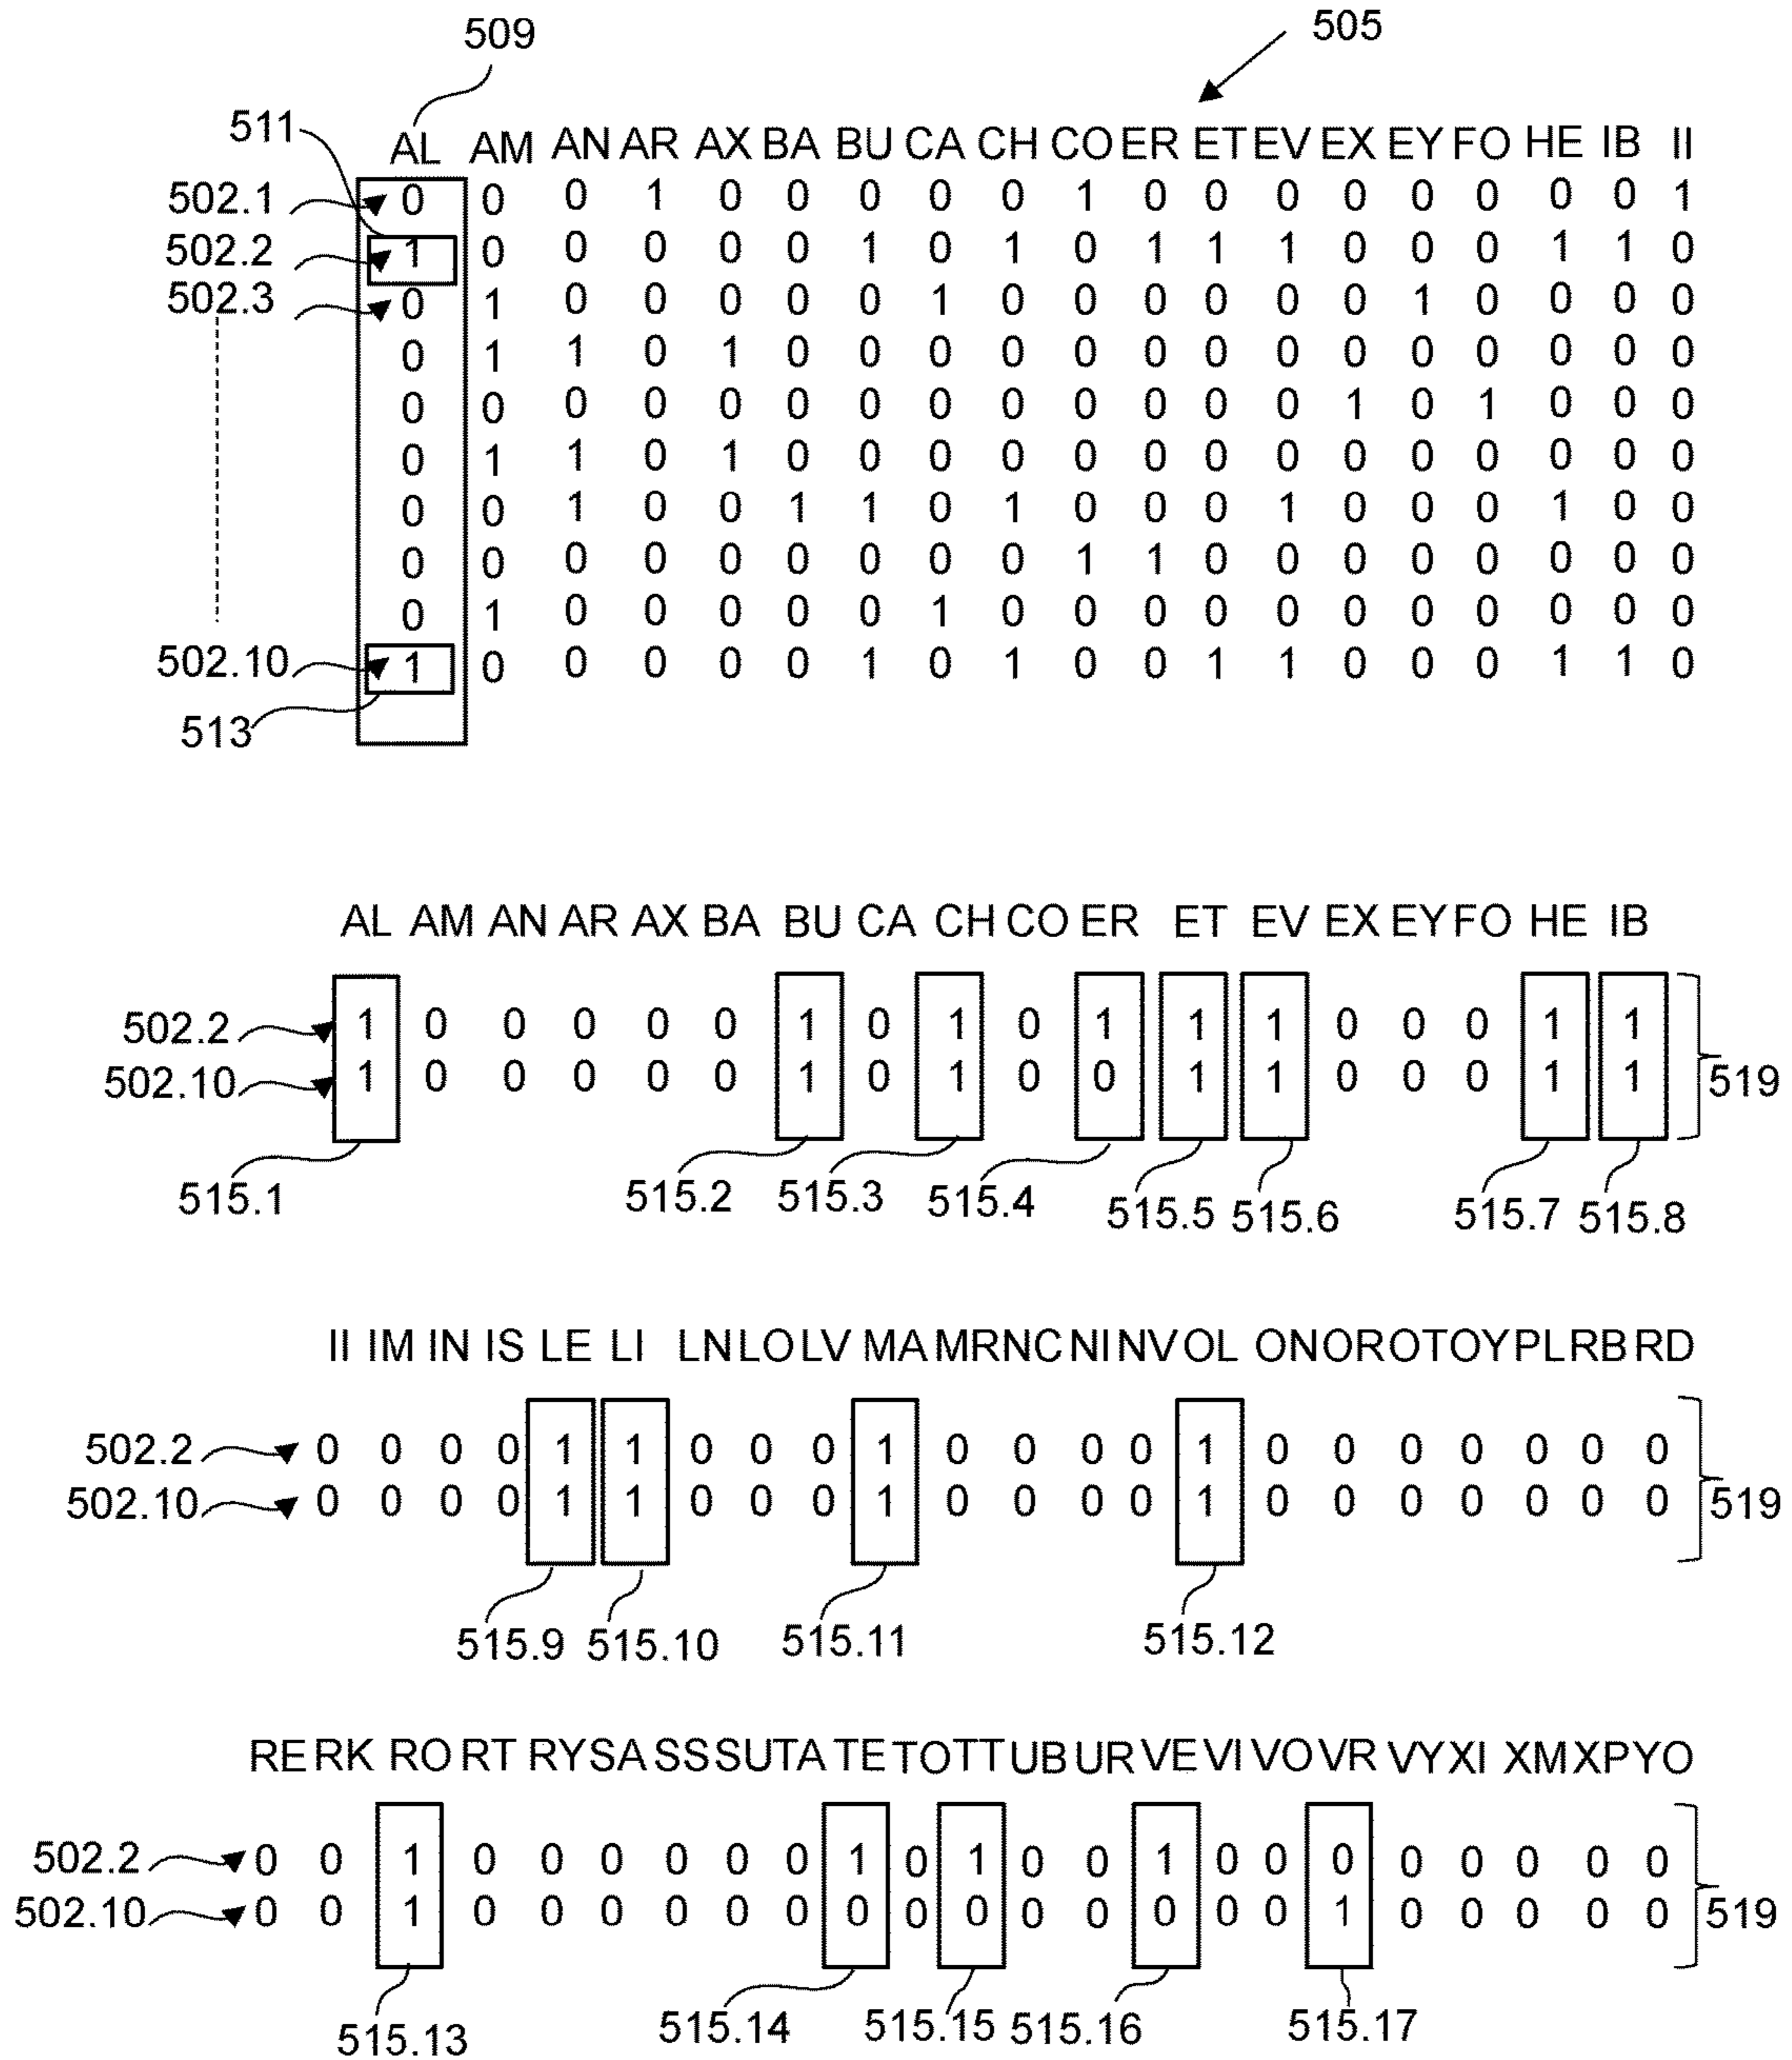 509
505
511
AL AM AN AR AX BA BU CA CH CO ER ET EV EX EY FO HE IB II
502.1 0 0 0 1 0 0 0 0 0 1 0 0 0 0 0 0 0 0 1
502.2 1 0 0 0 0 0 1 0 1 0 1 1 1 0 0 0 1 1 0
502.3 0 1 0 0 0 0 0 1 0 0 0 0 0 0 1 0 0 0 0
0 1 1 0 1 0 0 0 0 0 0 0 0 0 0 0 0 0 0
0 0 0 0 0 0 0 0 0 0 0 0 0 1 0 1 0 0 0
0 1 1 0 1 0 0 0 0 0 0 0 0 0 0 0 0 0 0
0 0 1 0 0 1 1 0 1 0 0 0 1 0 0 0 1 0 0
0 0 0 0 0 0 0 0 0 1 1 0 0 0 0 0 0 0 0
0 1 0 0 0 0 0 1 0 0 0 0 0 0 0 0 0 0 0
502.10 1 0 0 0 0 0 1 0 1 0 0 1 1 0 0 0 1 1 0
513
AL AM AN AR AX BA BU CA CH CO ER ET EV EX EY FO HE IB
502.2 1 0 0 0 0 0 1 0 1 0 1 1 1 0 0 0 1 1
502.10 1 0 0 0 0 0 1 0 1 0 0 1 1 0 0 0 1 1
519
515.1 515.2 515.3 515.4 515.5 515.6 515.7 515.8
II IM IN IS LE LI LN LO LV MA MR NC NI NV OL ON OR OT OY PL RB RD
502.2 0 0 0 0 1 1 0 0 0 1 0 0 0 0 1 0 0 0 0 0 0 0
502.10 0 0 0 0 1 1 0 0 0 1 0 0 0 0 1 0 0 0 0 0 0 0
519
515.9 515.10 515.11 515.12
RE RK RO RT RY SA SS SU TA TE TO TT UB UR VE VI VO VR VY XI XM XP YO
502.2 0 0 1 0 0 0 0 0 0 1 0 1 0 0 1 0 0 0 0 0 0 0 0
502.10 0 0 1 0 0 0 0 0 0 0 0 0 0 0 0 0 0 1 0 0 0 0 0
519
515.13 515.14 515.15 515.16 515.17